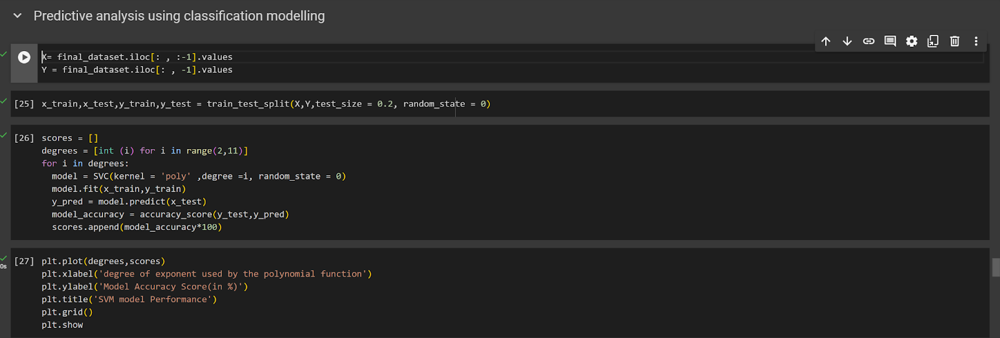 Predictive analysis using classification modelling
X= final_dataset.iloc[: , :-1].values
Y = final_dataset.iloc[: , -1].values
[25] x_train,x_test,y_train,y_test = train_test_split(X,Y,test_size = 0.2, random_state = 0)
[26] scores = []
degrees = [int (i) for i in range(2,11)]
for i in degrees:
  model = SVC(kernel = 'poly' ,degree =i, random_state = 0)
  model.fit(x_train,y_train)
  y_pred = model.predict(x_test)
  model_accuracy = accuracy_score(y_test,y_pred)
  scores.append(model_accuracy*100)
0s [27] plt.plot(degrees,scores)
plt.xlabel('degree of exponent used by the polynomial function')
plt.ylabel('Model Accuracy Score(in %)')
plt.title('SVM model Performance')
plt.grid()
plt.show